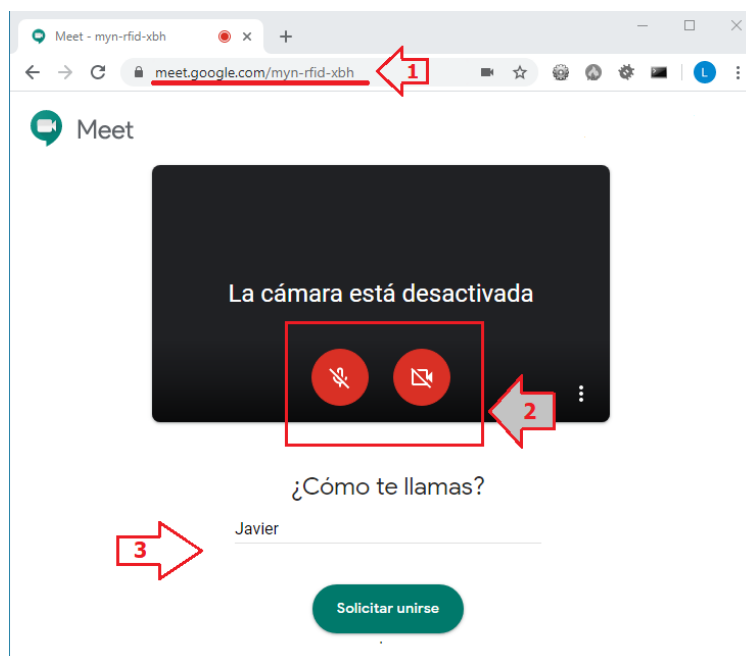 Meet - myn-rfid-xbh
meet.google.com/myn-rfid-xbh
1
L
Meet
La cámara está desactivada
2
¿Cómo te llamas?
Javier
3
Solicitar unirse